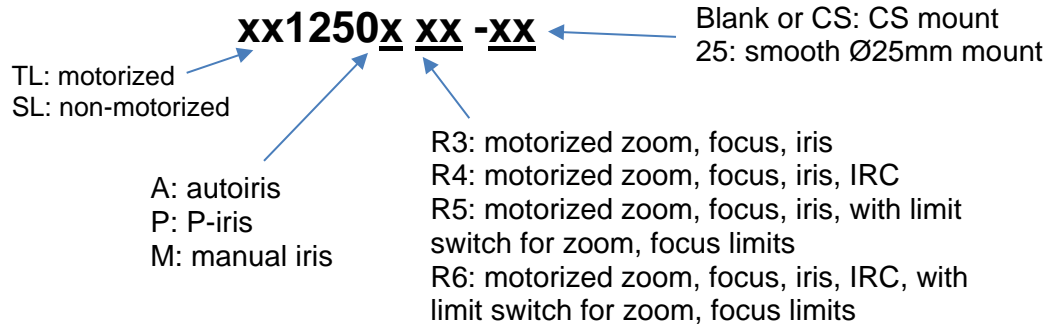 xx1250x xx -xx
Blank or CS: CS mount
25: smooth Ø25mm mount
TL: motorized
SL: non-motorized
A: autoiris
P: P-iris
M: manual iris
R3: motorized zoom, focus, iris
R4: motorized zoom, focus, iris, IRC
R5: motorized zoom, focus, iris, with limit
switch for zoom, focus limits
R6: motorized zoom, focus, iris, IRC, with
limit switch for zoom, focus limits